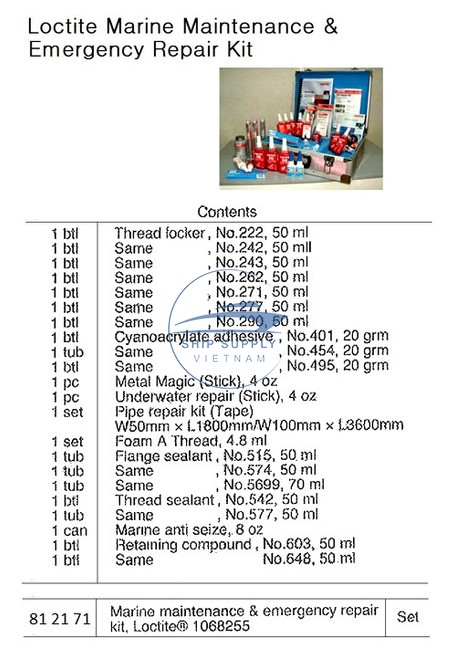 Loctite Marine Maintenance &
Emergency Repair Kit
Contents
1 btl Thread focker, No.222, 50 ml
1 btl Same , No.242, 50 mll
1 btl Same , No.243, 50 ml
1 btl Same , No.262, 50 ml
1 btl Same , No.271, 50 ml
1 btl Same , No.277, 50 ml
1 btl Same , No.290, 50 ml
1 btl Cyanoacrylate adhesive, No.401, 20 grm
1 tub Same , No.454, 20 grm
1 btl Same , No.495, 20 grm
SHIP SUPPLY
VIETNAM
1 pc Metal Magic (Stick), 4 oz
1 pc Underwater repair (Stick), 4 oz
1 set Pipe repair kit (Tape)
W50mm × L1800mm/W100mm × L3600mm
1 set Foam A Thread, 4.8 ml
1 tub Flange sealant, No.515, 50 ml
1 tub Same , No.574, 50 ml
1 tub Same , No.5699, 70 ml
1 btl Thread sealant, No.542, 50 ml
1 tub Same , No.577, 50 ml
1 can Marine anti seize, 8 oz
1 btl Retaining compound, No.603, 50 ml
1 btl Same No.648, 50 ml
81 21 71 Marine maintenance & emergency repair Set
kit, Loctite® 1068255